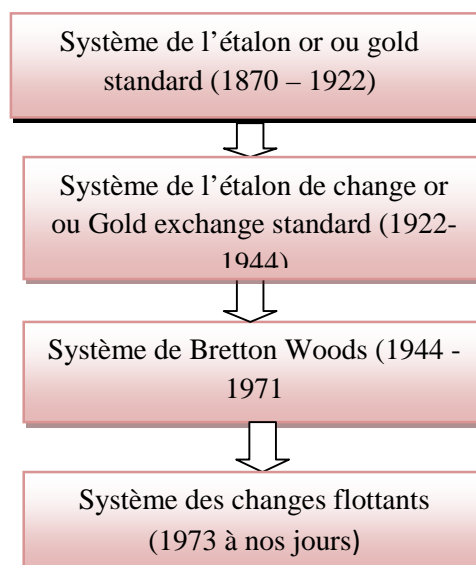 Système de l’étalon or ou gold
standard (1870 – 1922)
Système de l’étalon de change or
ou Gold exchange standard (1922-
1944)
Système de Bretton Woods (1944 -
1971
Système des changes flottants
(1973 à nos jours)